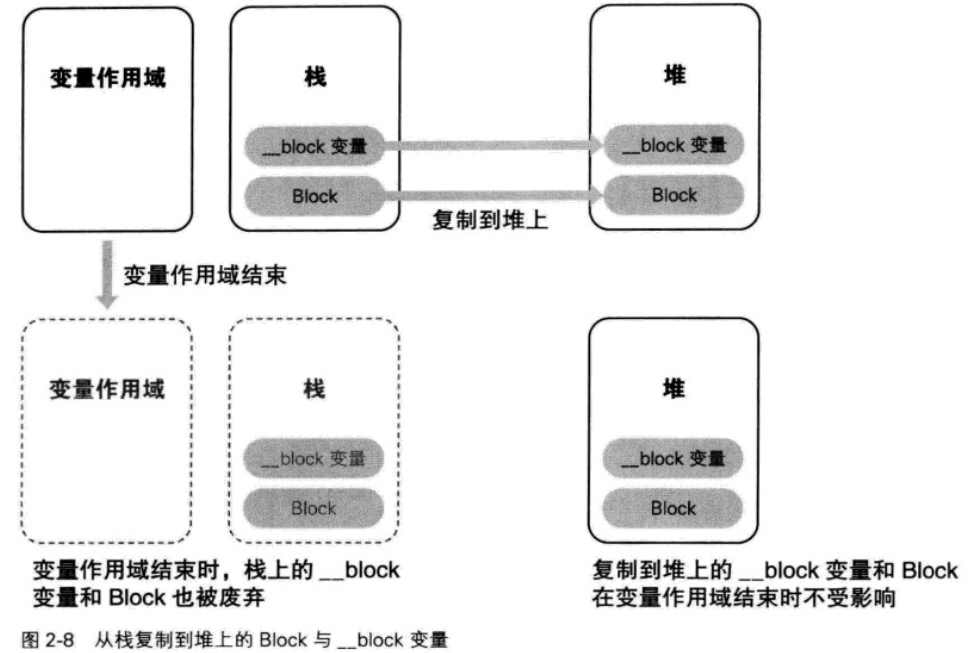 变量作用域
栈
堆
__block 变量
__block 变量
Block
Block
复制到堆上
变量作用域结束
变量作用域
栈
堆
__block 变量
__block 变量
Block
Block
变量作用域结束时，栈上的 __block
变量和 Block 也被废弃
复制到堆上的 __block 变量和 Block
在变量作用域结束时不受影响
图 2-8 从栈复制到堆上的 Block 与 __block 变量